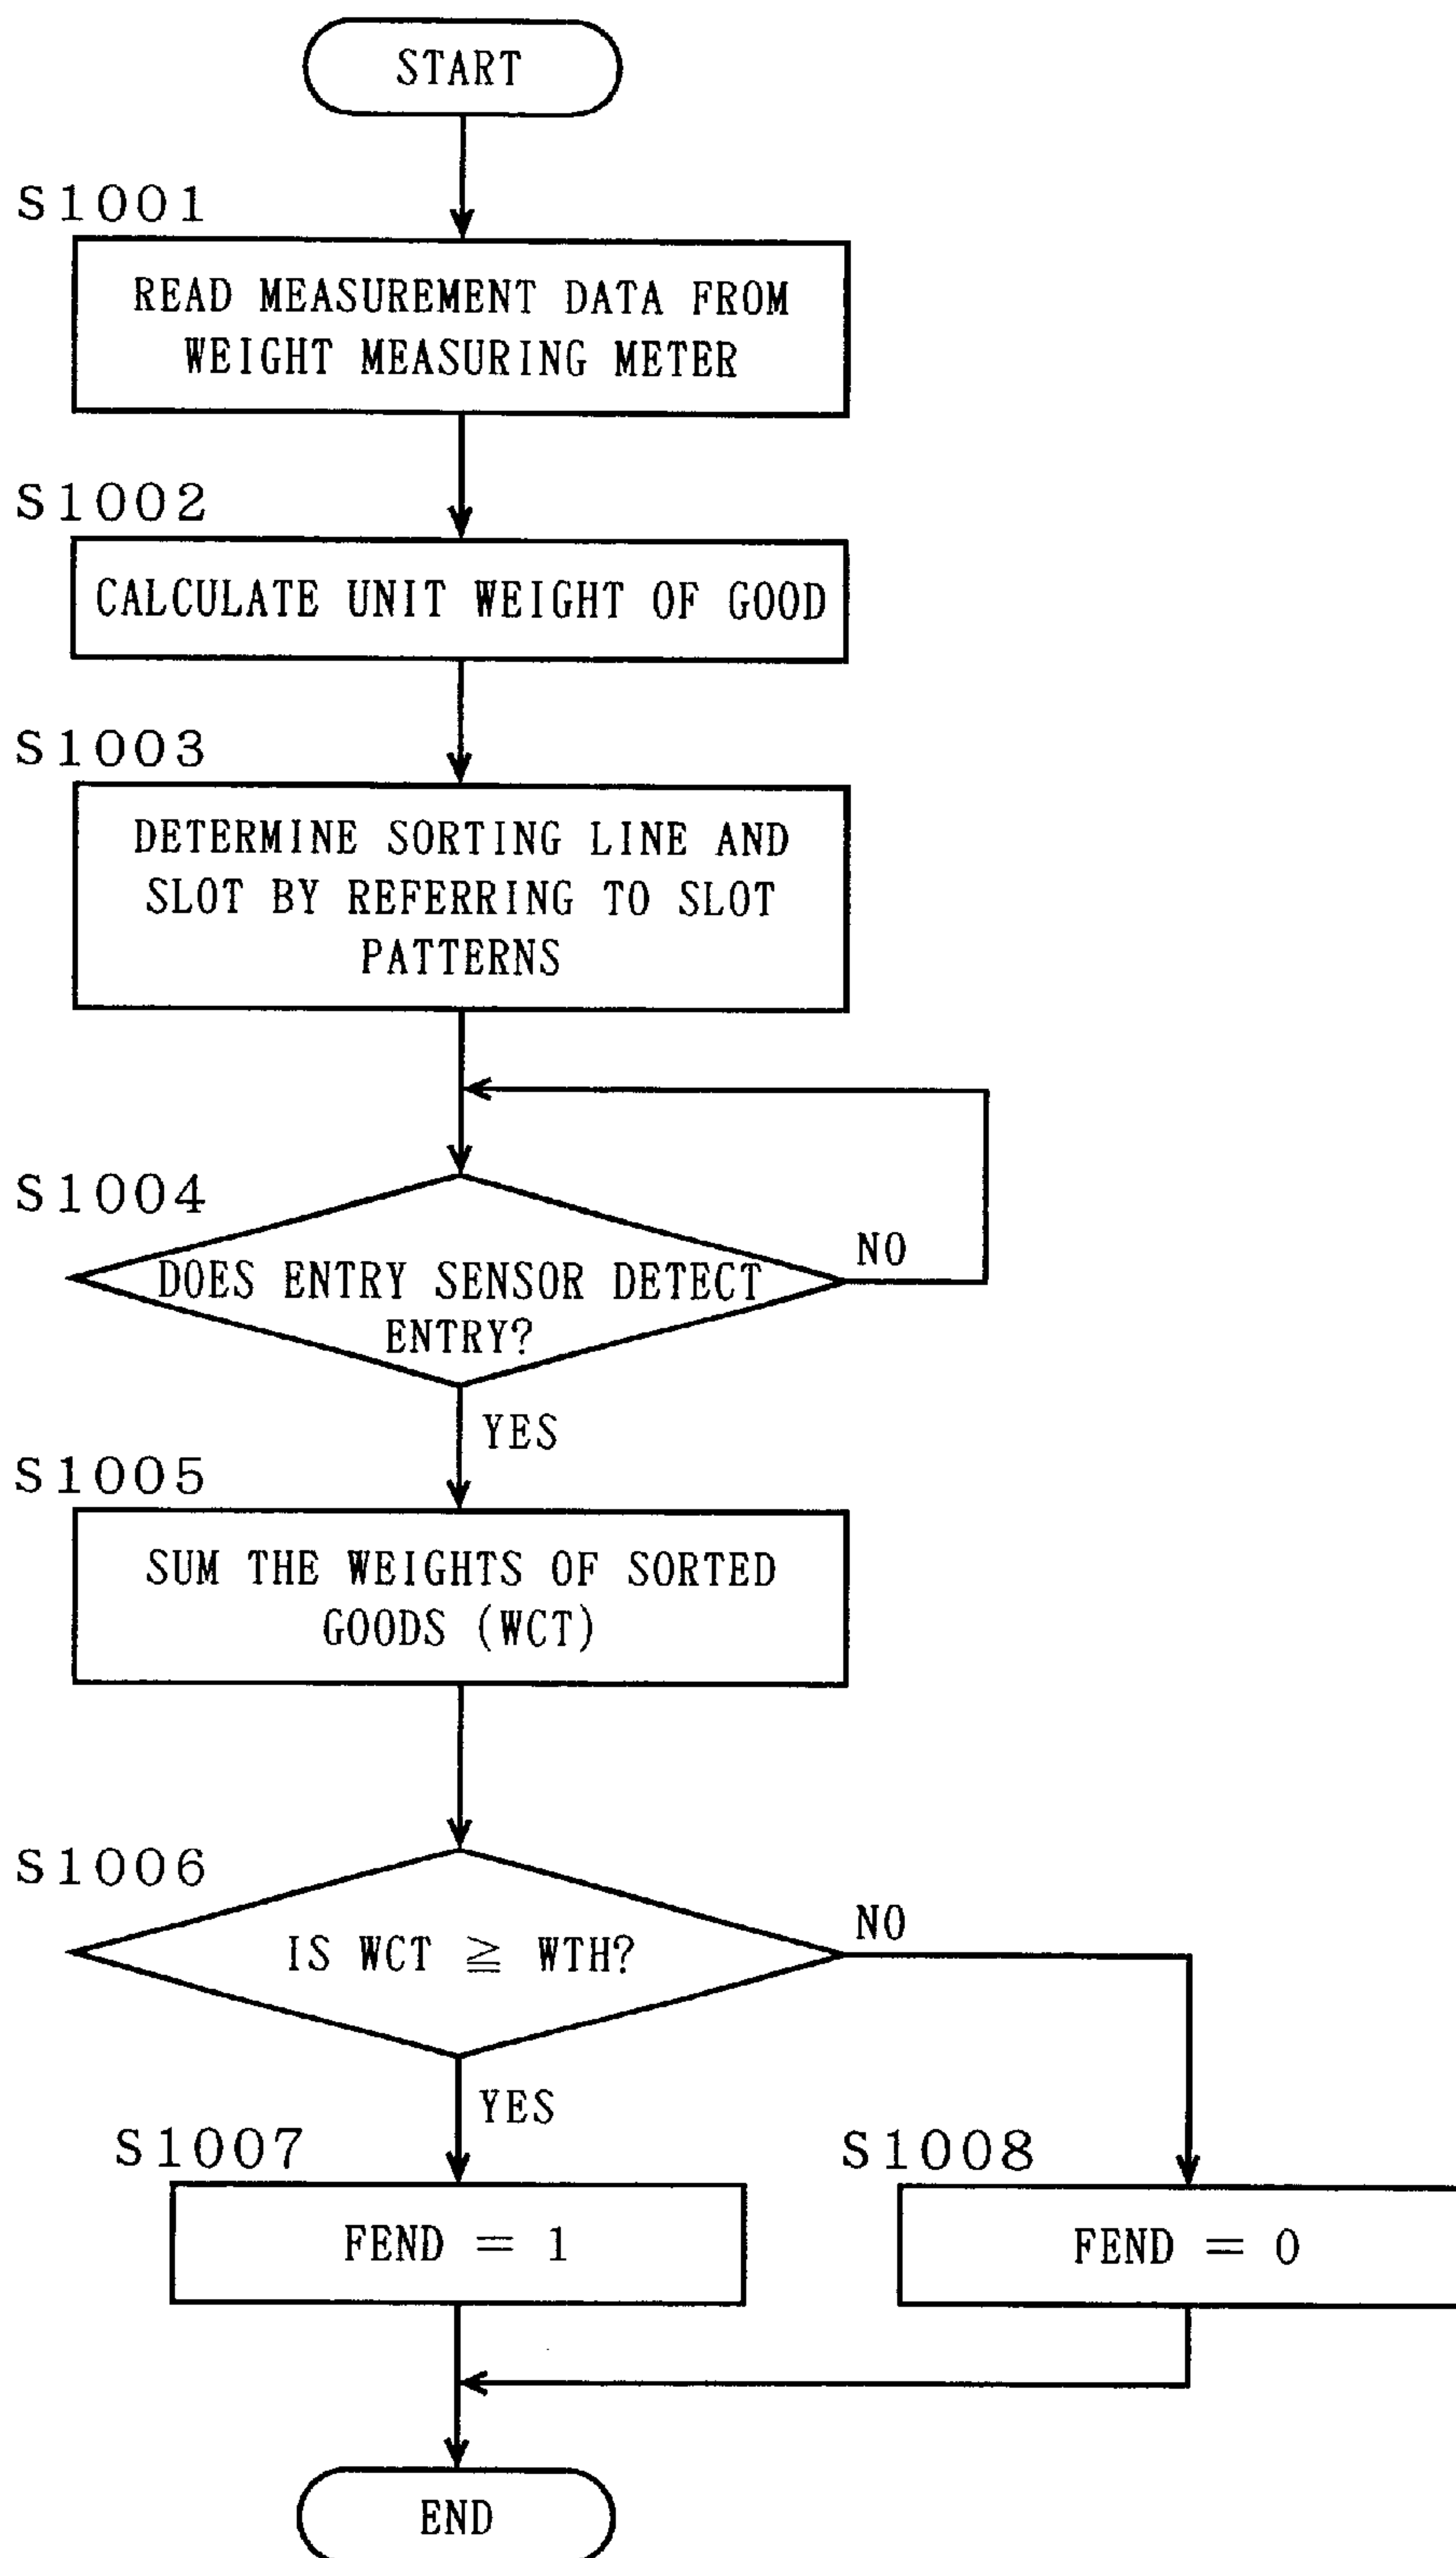 START
S1001
READ MEASUREMENT DATA FROM
WEIGHT MEASURING METER
S1002
CALCULATE UNIT WEIGHT OF GOOD
S1003
DETERMINE SORTING LINE AND
SLOT BY REFERRING TO SLOT
PATTERNS
S1004
DOES ENTRY SENSOR DETECT
ENTRY?
NO
YES
S1005
SUM THE WEIGHTS OF SORTED
GOODS (WCT)
S1006
IS WCT ≧ WTH?
NO
YES
S1007
FEND = 1
S1008
FEND = 0
END